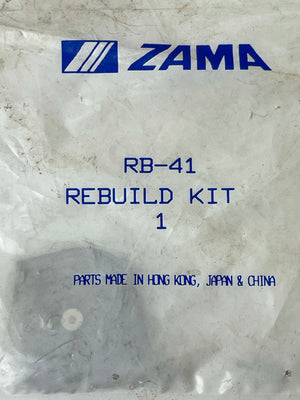 ZAMA
RB-41
REBUILD KIT
1
PARTS MADE IN HONG KONG, JAPAN & CHINA